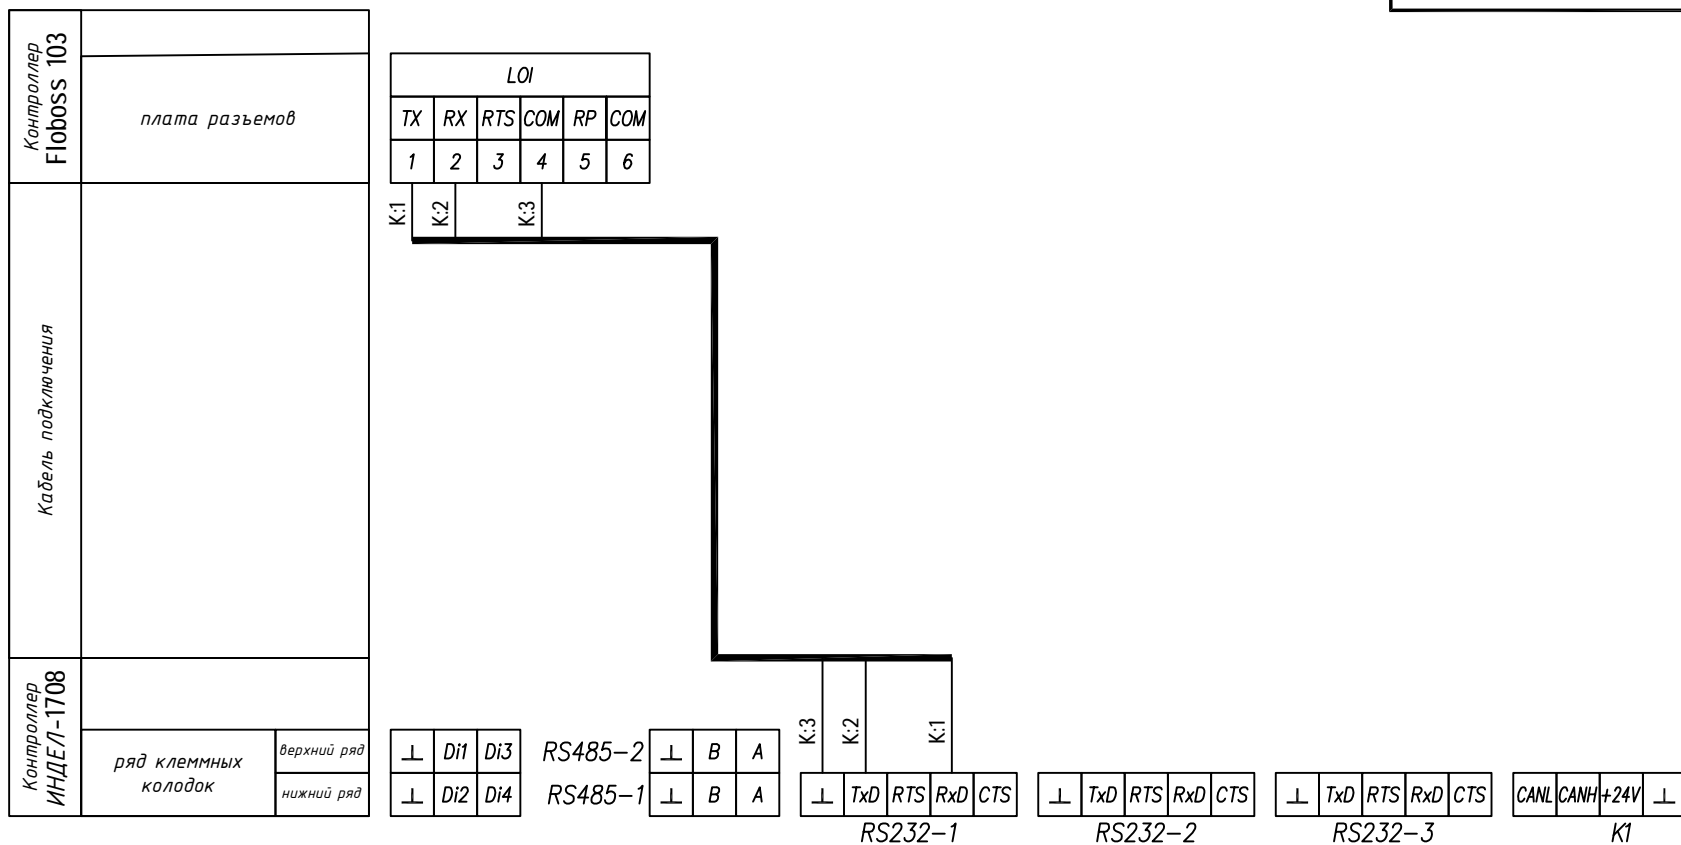 Контроллер
Floboss 103
плата разъемов
LOI
TX RX RTS COM RP COM
1 2 3 4 5 6
K:1 K:2 K:3
Кабель подключения
Контроллер
ИНДЕЛ-1708
ряд клеммных
колодок
верхний ряд
нижний ряд
⊥ Di1 Di3 RS485-2 ⊥ B A
⊥ Di2 Di4 RS485-1 ⊥ B A
K:3 K:2 K:1
⊥ TxD RTS RxD CTS
RS232-1
⊥ TxD RTS RxD CTS
RS232-2
⊥ TxD RTS RxD CTS
RS232-3
CANL CANH +24V ⊥
K1